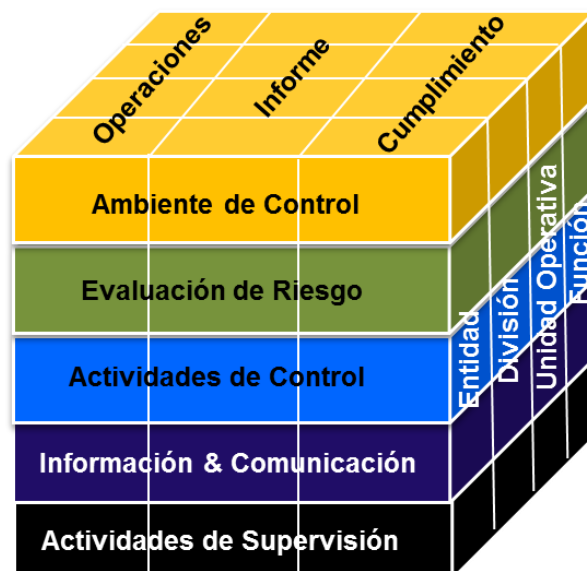 Operaciones
Informe
Cumplimiento
Ambiente de Control
Evaluación de Riesgo
Actividades de Control
Información & Comunicación
Actividades de Supervisión
Entidad
División
Unidad Operativa
Función